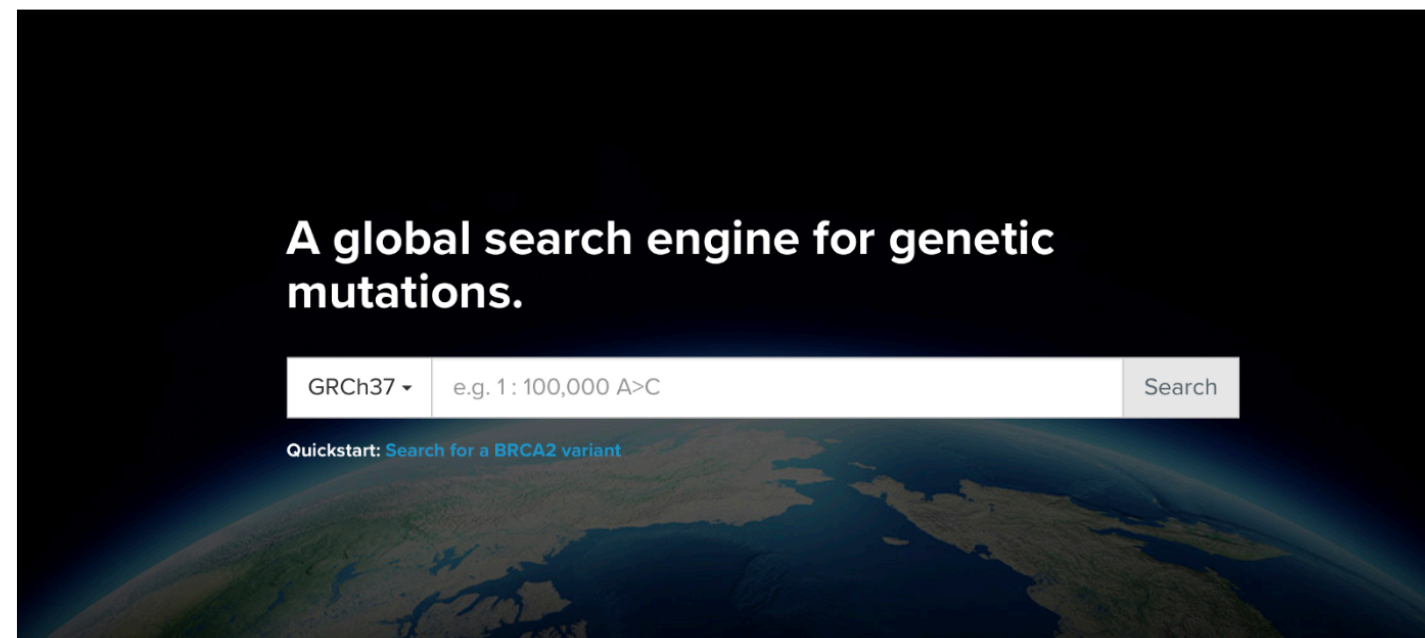 A global search engine for genetic
mutations.
GRCh37 e.g. 1 : 100,000 A>C Search
Quickstart: Search for a BRCA2 variant